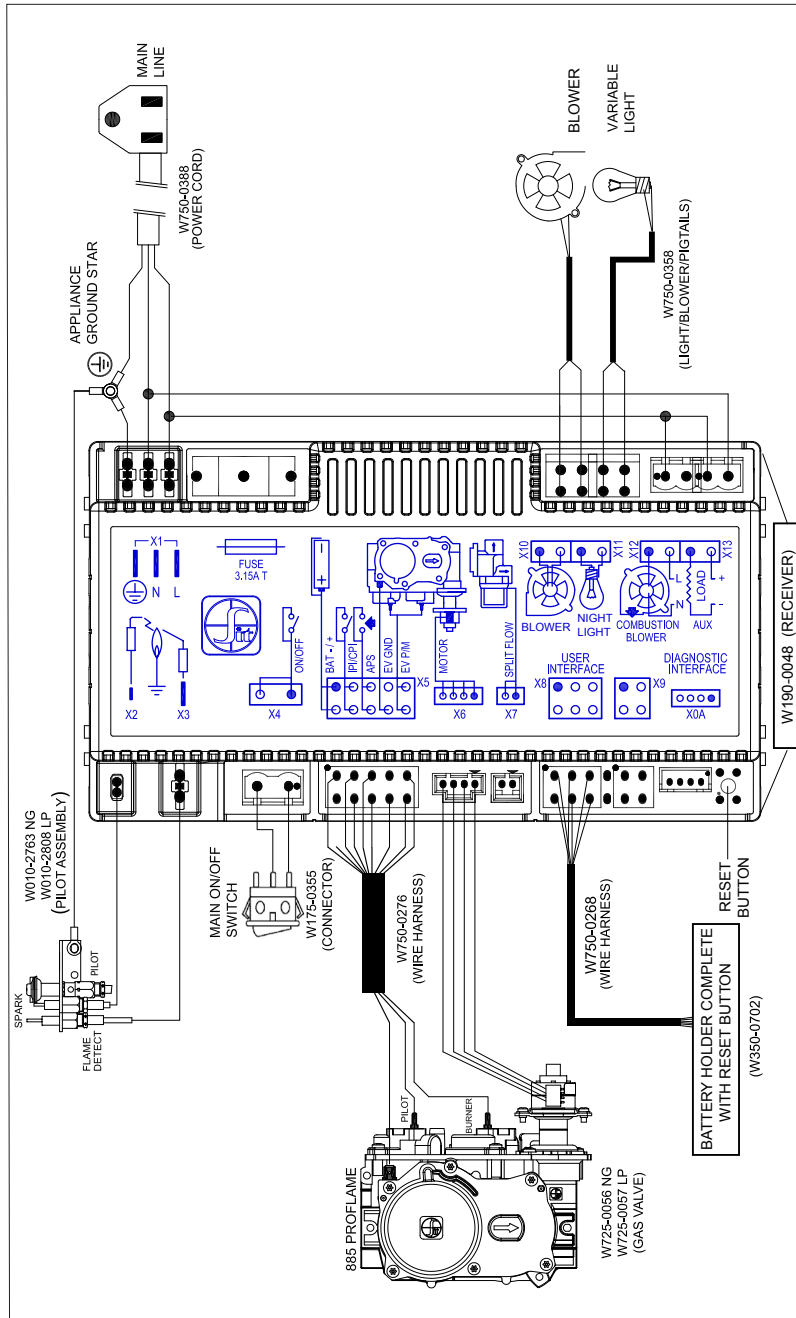 MAIN
LINE
W750-0388
(POWER CORD)
APPLIANCE
GROUND STAR
BLOWER
VARIABLE
LIGHT
W750-0358
(LIGHT/BLOWER/PIGTAILS)
X1
N
L
X2
X3
FUSE
3.15A T
Sit
ON/OFF
X4
BAT -/+
- +
IPI/CPI
APS
EV GND
EV P/M
X5
MOTOR
X6
SPLIT FLOW
X7
X10
X11
BLOWER
NIGHT
LIGHT
X12
X13
N
L
COMBUSTION
BLOWER
LOAD
- +
AUX
USER
INTERFACE
X8
X9
DIAGNOSTIC
INTERFACE
X0A
W190-0048 (RECEIVER)
W010-2763 NG
W010-2808 LP
(PILOT ASSEMBLY)
SPARK
PILOT
FLAME
DETECT
MAIN ON/OFF
SWITCH
W175-0355
(CONNECTOR)
W750-0276
(WIRE HARNESS)
W750-0268
(WIRE HARNESS)
RESET
BUTTON
BATTERY HOLDER COMPLETE
WITH RESET BUTTON
(W350-0702)
885 PROFLAME
PILOT
BURNER
W725-0056 NG
W725-0057 LP
(GAS VALVE)